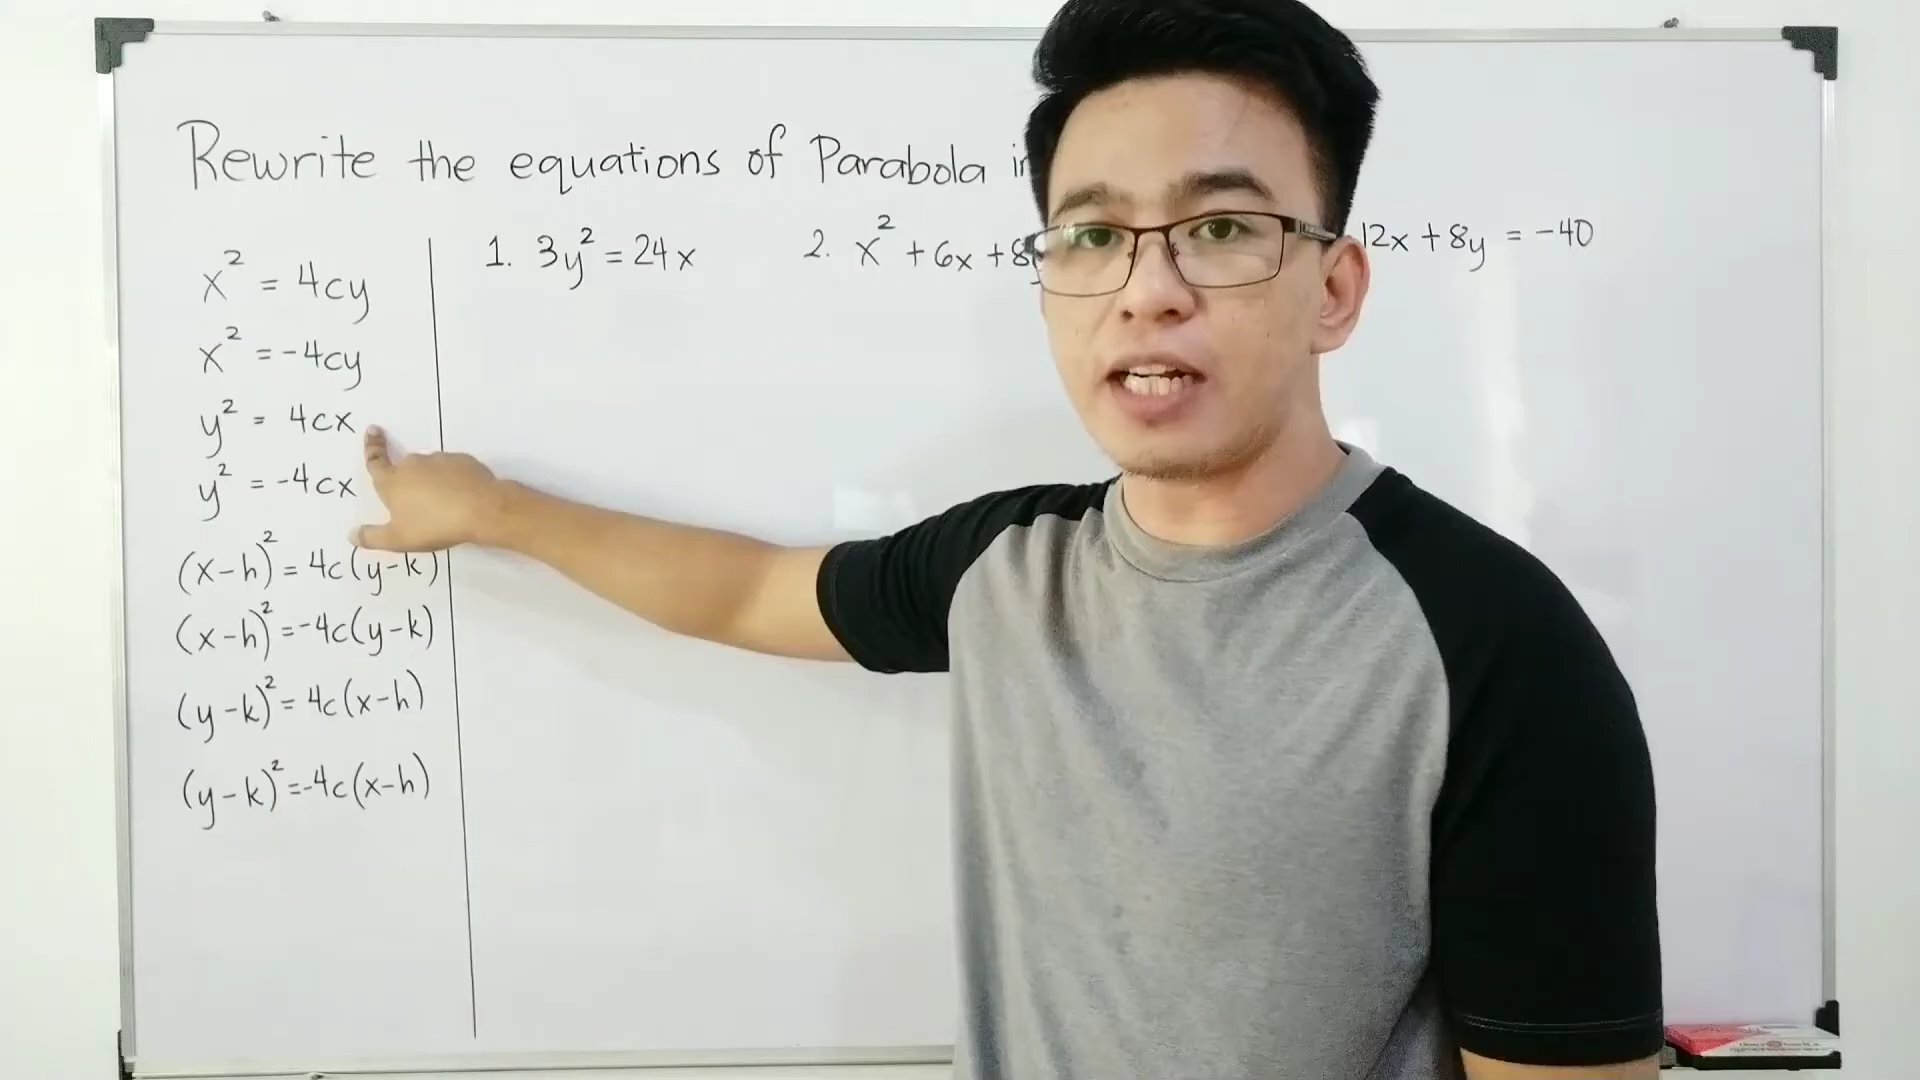 Rewrite the equations of Parabola
x² = 4cy
x² = -4cy
y² = 4cx
y² = -4cx
(x-h)² = 4c(y-k)
(x-h)² = -4c(y-k)
(y-k)² = 4c(x-h)
(y-k)² = -4c(x-h)
1. 3y² = 24x
2. x² + 6x + 8
12x + 8y = -40